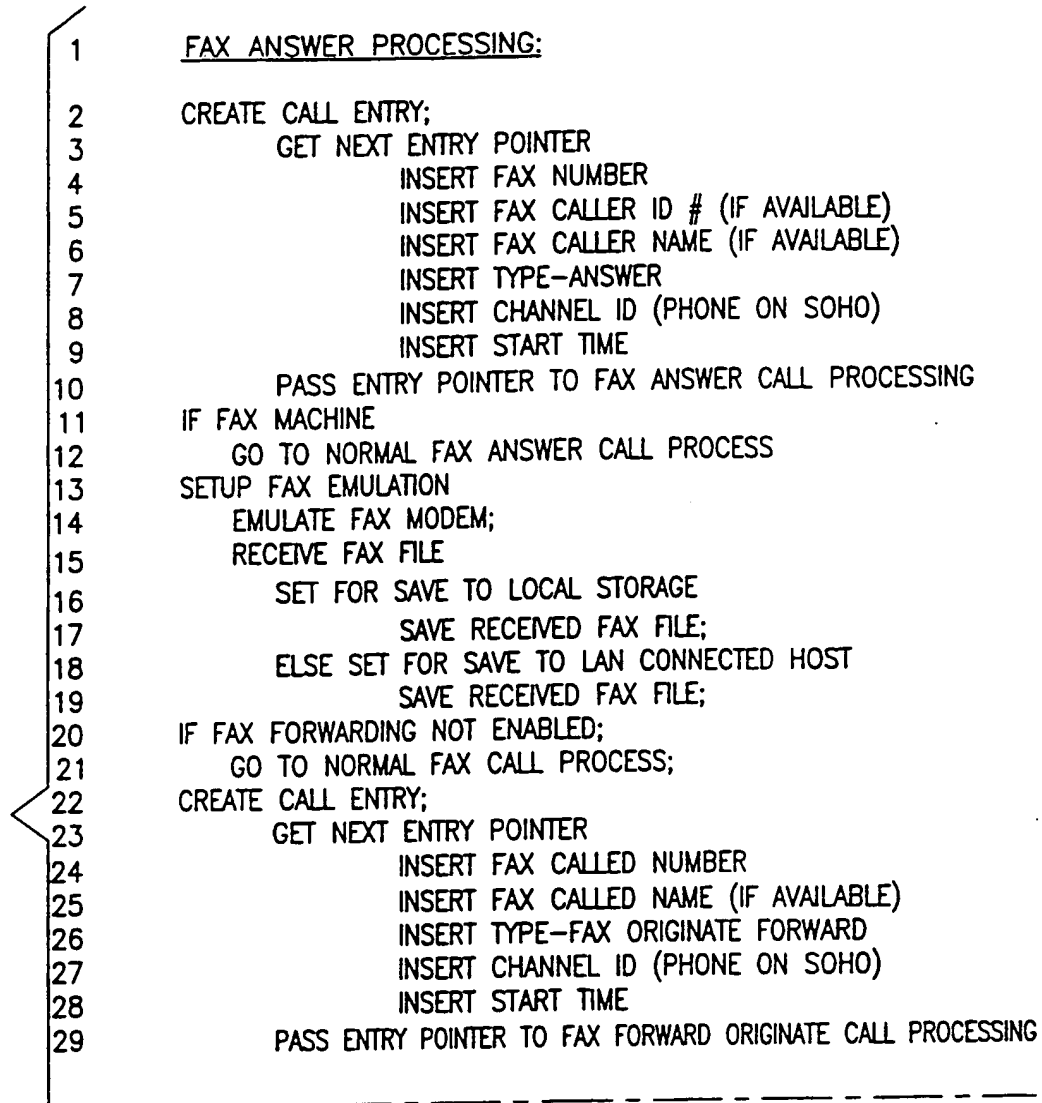 1 FAX ANSWER PROCESSING:
2 CREATE CALL ENTRY;
3 GET NEXT ENTRY POINTER
4 INSERT FAX NUMBER
5 INSERT FAX CALLER ID # (IF AVAILABLE)
6 INSERT FAX CALLER NAME (IF AVAILABLE)
7 INSERT TYPE-ANSWER
8 INSERT CHANNEL ID (PHONE ON SOHO)
9 INSERT START TIME
10 PASS ENTRY POINTER TO FAX ANSWER CALL PROCESSING
11 IF FAX MACHINE
12 GO TO NORMAL FAX ANSWER CALL PROCESS
13 SETUP FAX EMULATION
14 EMULATE FAX MODEM;
15 RECEIVE FAX FILE
16 SET FOR SAVE TO LOCAL STORAGE
17 SAVE RECEIVED FAX FILE;
18 ELSE SET FOR SAVE TO LAN CONNECTED HOST
19 SAVE RECEIVED FAX FILE;
20 IF FAX FORWARDING NOT ENABLED;
21 GO TO NORMAL FAX CALL PROCESS;
22 CREATE CALL ENTRY;
23 GET NEXT ENTRY POINTER
24 INSERT FAX CALLED NUMBER
25 INSERT FAX CALLED NAME (IF AVAILABLE)
26 INSERT TYPE-FAX ORIGINATE FORWARD
27 INSERT CHANNEL ID (PHONE ON SOHO)
28 INSERT START TIME
29 PASS ENTRY POINTER TO FAX FORWARD ORIGINATE CALL PROCESSING